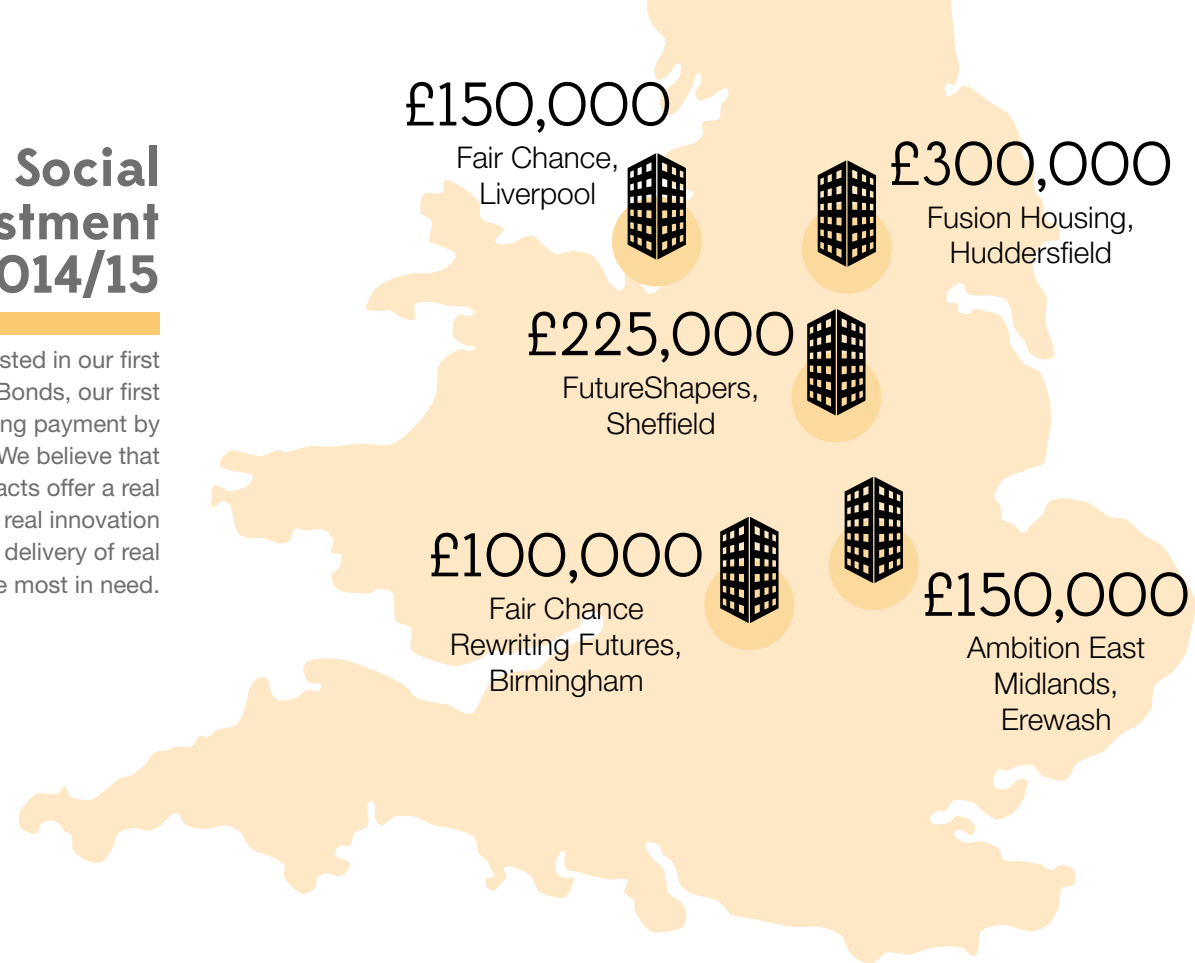 Social
stment
014/15
sted in our first
Bonds, our first
ng payment by
We believe that
acts offer a real
real innovation
delivery of real
e most in need.
£150,000
Fair Chance,
Liverpool
£300,000
Fusion Housing,
Huddersfield
£225,000
FutureShapers,
Sheffield
£100,000
Fair Chance
Rewriting Futures,
Birmingham
£150,000
Ambition East
Midlands,
Erewash